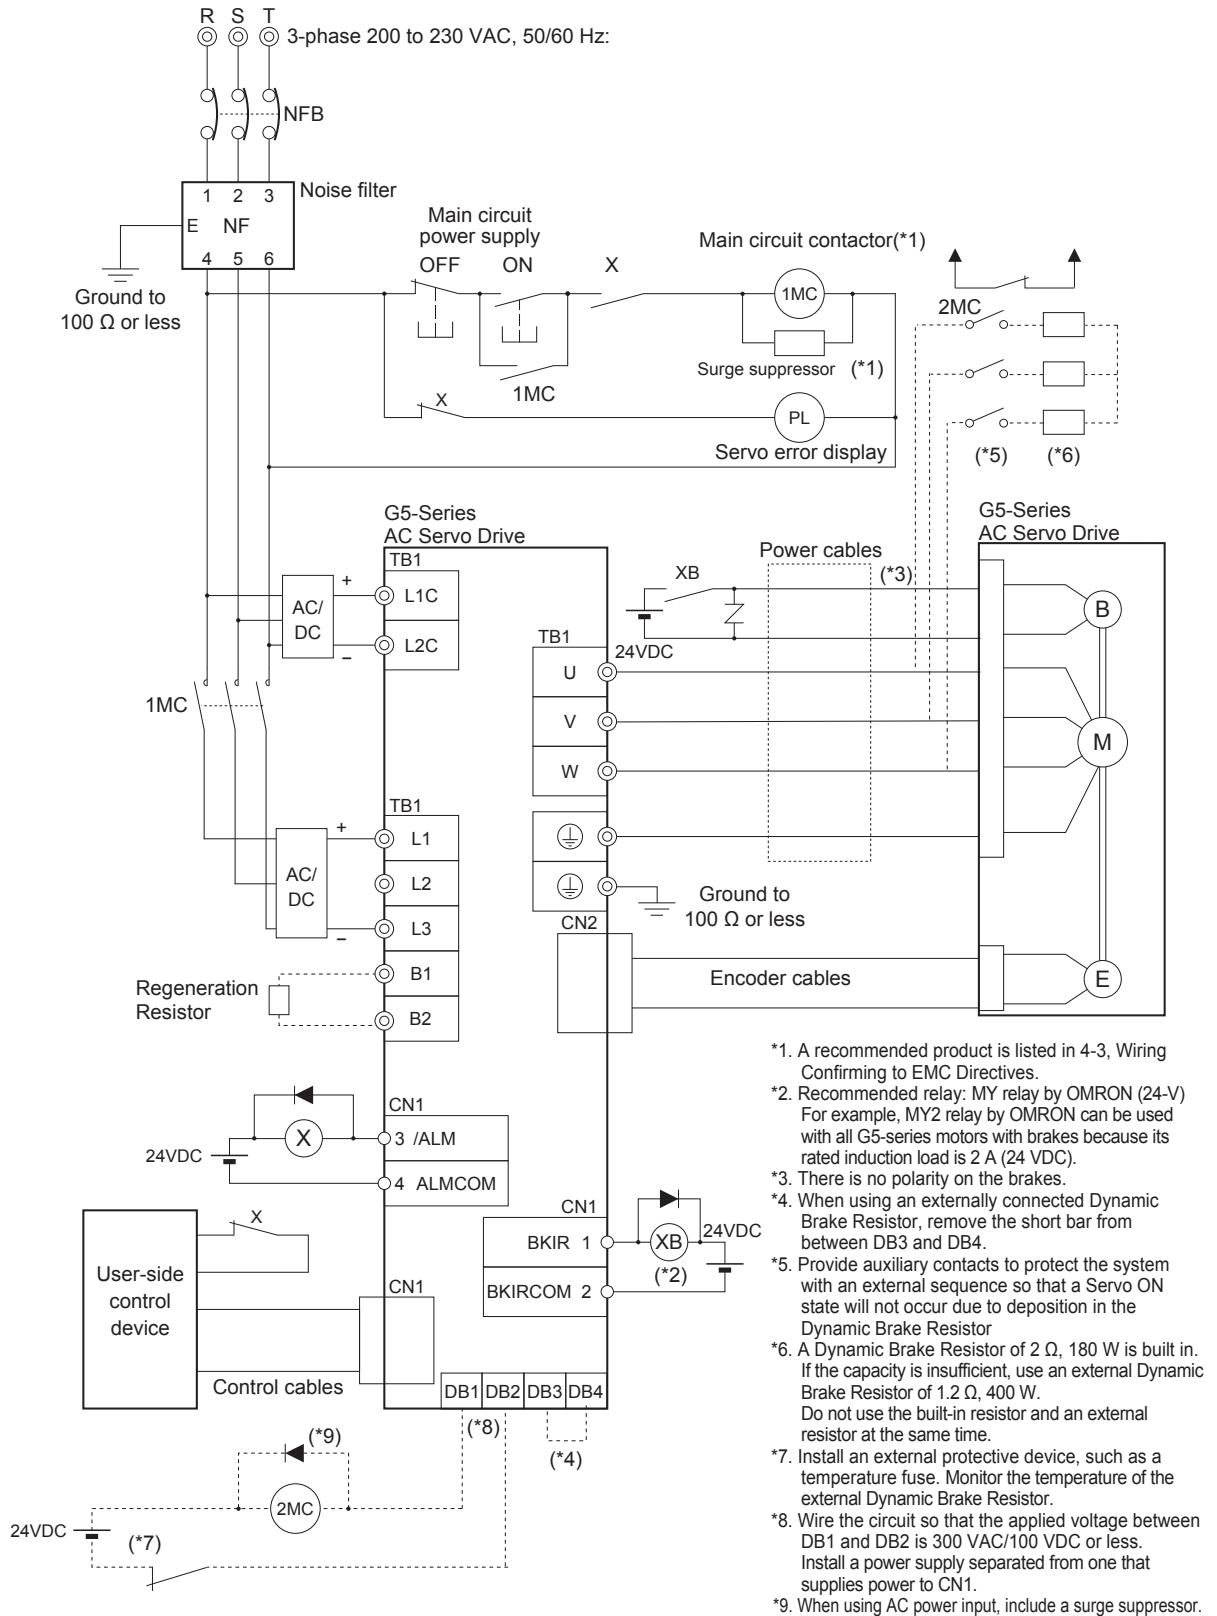 R S T
3-phase 200 to 230 VAC, 50/60 Hz:
NFB
1 2 3
Noise filter
E NF
4 5 6
Ground to
100 Ω or less
Main circuit
power supply
OFF ON X
Main circuit contactor(*1)
1MC
Surge suppressor (*1)
1MC
X
PL
Servo error display
2MC
(*5) (*6)
G5-Series
AC Servo Drive
TB1
+
L1C
AC/
DC
L2C
–
1MC
TB1
+
L1
AC/
DC
L2
L3
–
Regeneration
Resistor
B1
B2
XB
24VDC
Power cables
(*3)
TB1
U
V
W
Ground to
100 Ω or less
CN2
Encoder cables
G5-Series
AC Servo Drive
B
M
E
CN1
X
3 /ALM
24VDC
4 ALMCOM
CN1
BKIR 1
XB
24VDC
(*2)
BKIRCOM 2
User-side
control
device
X
CN1
Control cables
DB1 DB2 DB3 DB4
(*8)
(*4)
(*9)
2MC
24VDC
(*7)
*1. A recommended product is listed in 4-3, Wiring
Confirming to EMC Directives.
*2. Recommended relay: MY relay by OMRON (24-V)
For example, MY2 relay by OMRON can be used
with all G5-series motors with brakes because its
rated induction load is 2 A (24 VDC).
*3. There is no polarity on the brakes.
*4. When using an externally connected Dynamic
Brake Resistor, remove the short bar from
between DB3 and DB4.
*5. Provide auxiliary contacts to protect the system
with an external sequence so that a Servo ON
state will not occur due to deposition in the
Dynamic Brake Resistor
*6. A Dynamic Brake Resistor of 2 Ω, 180 W is built in.
If the capacity is insufficient, use an external Dynamic
Brake Resistor of 1.2 Ω, 400 W.
Do not use the built-in resistor and an external
resistor at the same time.
*7. Install an external protective device, such as a
temperature fuse. Monitor the temperature of the
external Dynamic Brake Resistor.
*8. Wire the circuit so that the applied voltage between
DB1 and DB2 is 300 VAC/100 VDC or less.
Install a power supply separated from one that
supplies power to CN1.
*9. When using AC power input, include a surge suppressor.